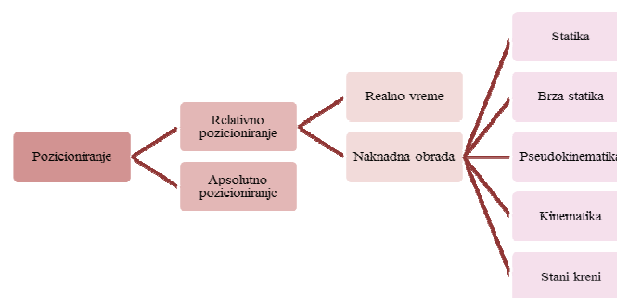 Pozicioniranje
Relativno
pozicioniranje
Apsolutno
pozicioniranje
Realno vreme
Naknadna obrada
Statika
Brza statika
Pseudokinematika
Kinematika
Stani kreni